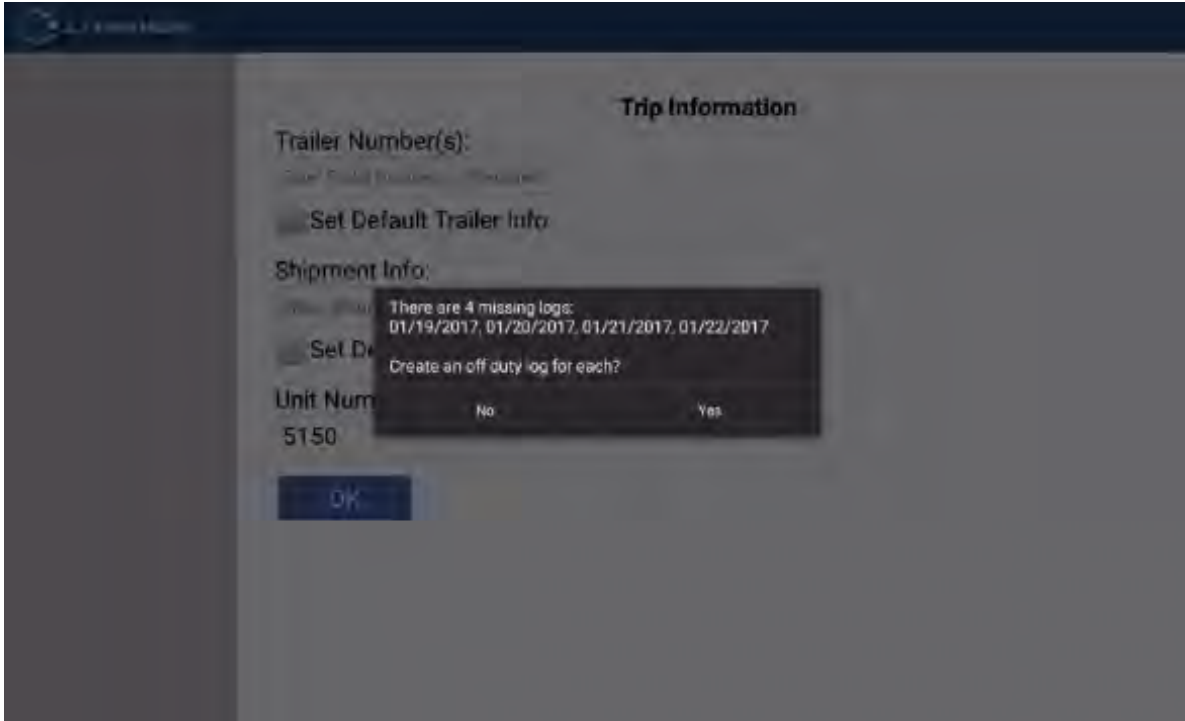 Trip Information
Trailer Number(s):
Set Default Trailer Info
Shipment Info:
There are 4 missing logs:
01/19/2017, 01/20/2017, 01/21/2017, 01/22/2017
Set De
Create an off duty log for each?
Unit Num
No Yes
5150
OK